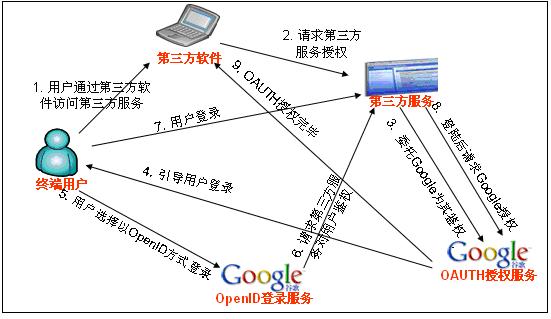 2. 请求第三方
服务授权
第三方软件
1. 用户通过第三方软
件访问第三方服务
9. OAUTH授权完毕
第三方服务
7. 用户登录
8. 登陆后请求Google授权
3. 委托Google为其鉴权
终端用户
4. 引导用户登录
5. 用户选择以OpenID方式登录
6. 请求第三方服
务对用户鉴权
Google
谷歌
OAUTH授权服务
Google
谷歌
OpenID登录服务